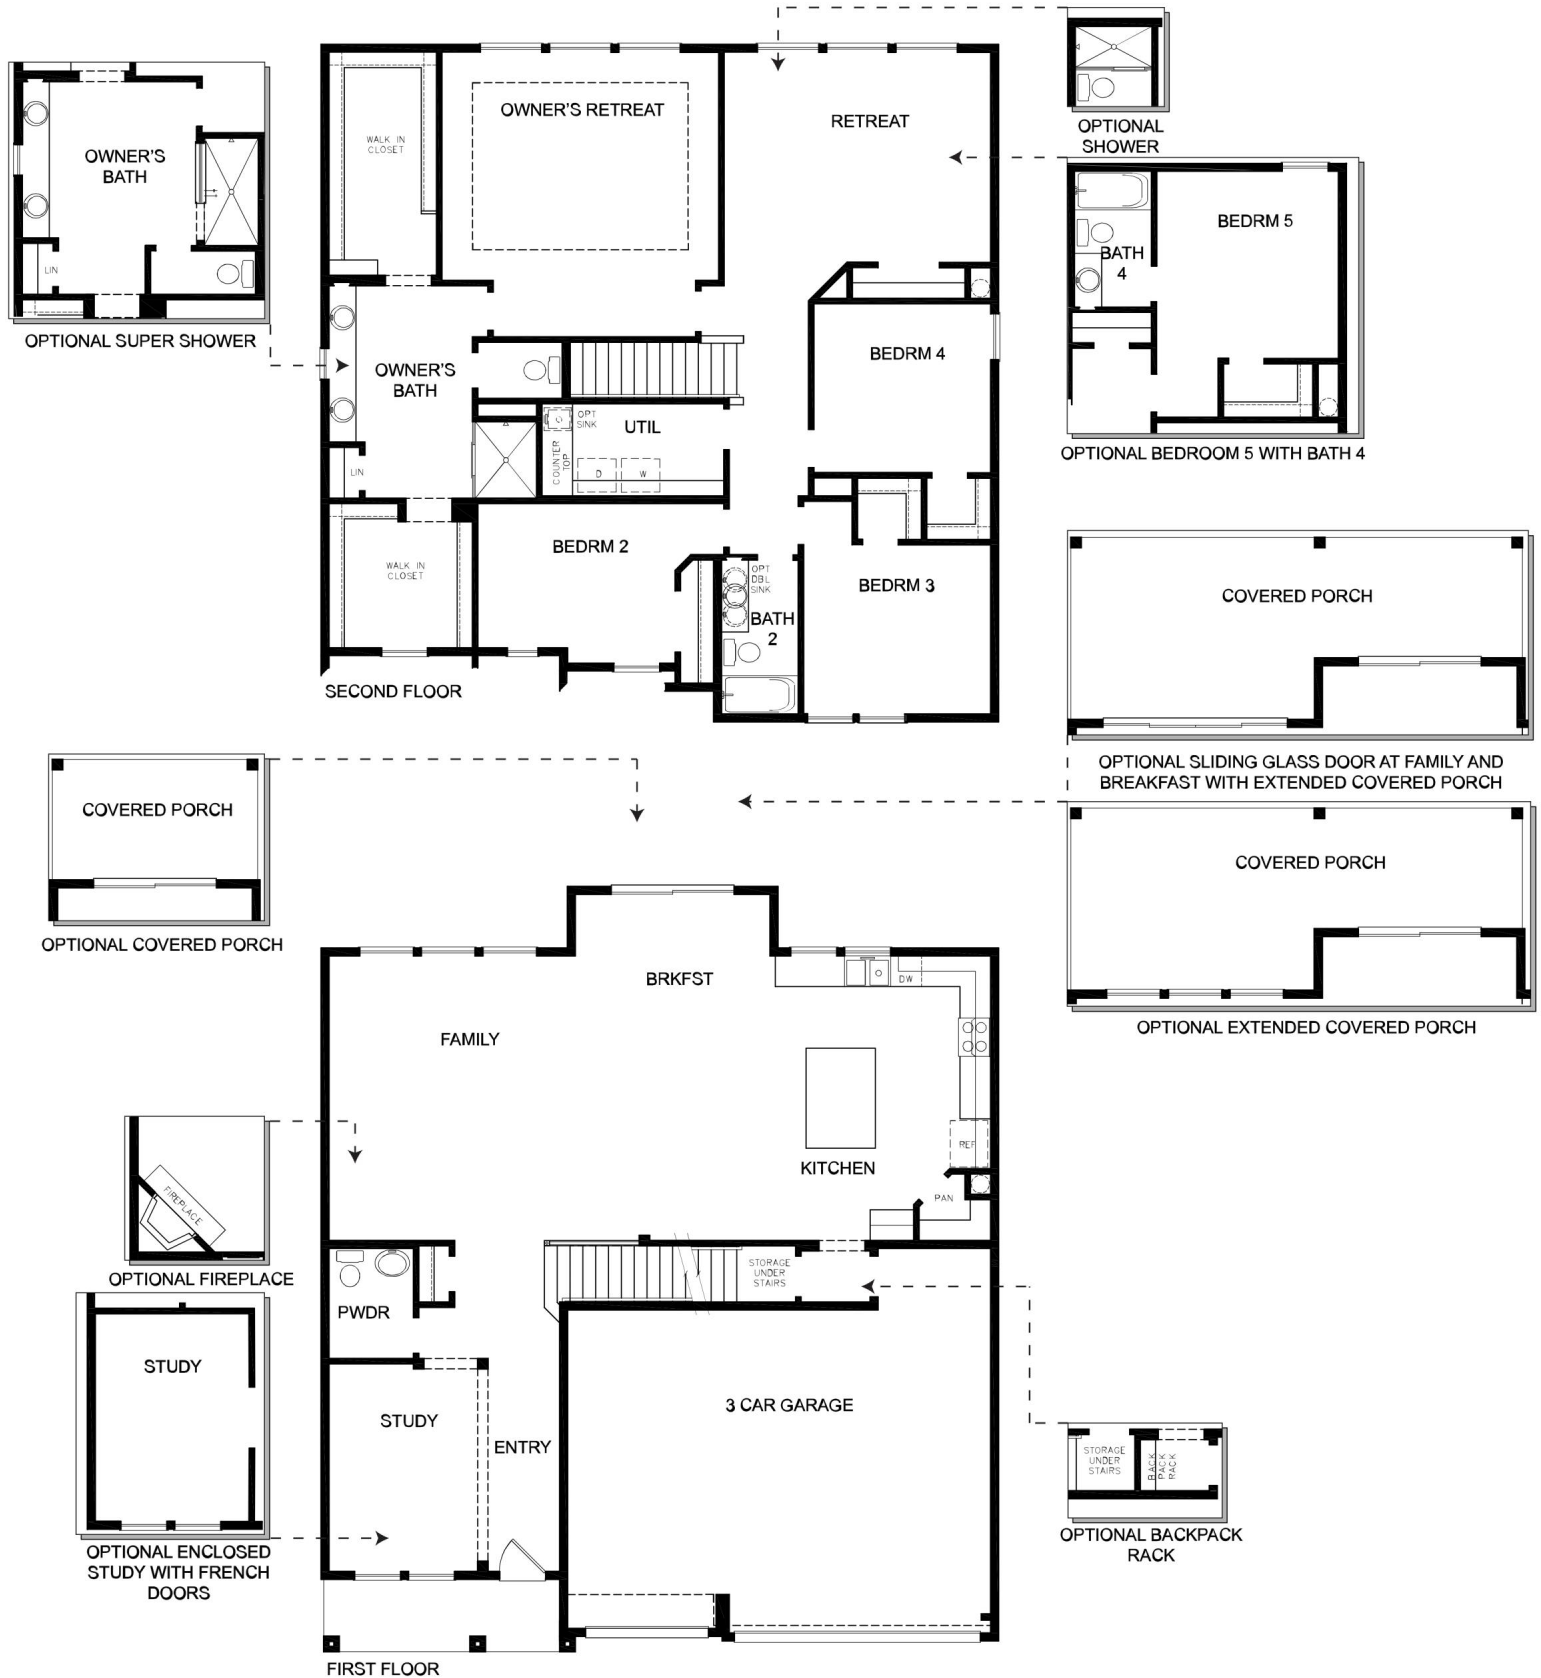 OPTIONAL
SHOWER
OWNER'S
BATH
LIN
OPTIONAL SUPER SHOWER
WALK IN
CLOSET
OWNER'S RETREAT
RETREAT
BEDRM 5
BATH
4
OPTIONAL BEDROOM 5 WITH BATH 4
BEDRM 4
OWNER'S
BATH
OPT
SINK
UTIL
COUNTER
TOP
D
W
LIN
WALK IN
CLOSET
BEDRM 2
OPT
DBL
SINK
BATH
2
BEDRM 3
SECOND FLOOR
COVERED PORCH
OPTIONAL SLIDING GLASS DOOR AT FAMILY AND
BREAKFAST WITH EXTENDED COVERED PORCH
COVERED PORCH
OPTIONAL COVERED PORCH
COVERED PORCH
OPTIONAL EXTENDED COVERED PORCH
BRKFST
DW
FAMILY
REF
KITCHEN
PAN
FIREPLACE
OPTIONAL FIREPLACE
STORAGE
UNDER
STAIRS
PWDR
STUDY
OPTIONAL ENCLOSED
STUDY WITH FRENCH
DOORS
STUDY
ENTRY
3 CAR GARAGE
STORAGE
UNDER
STAIRS
BACK
PACK
RACK
OPTIONAL BACKPACK
RACK
FIRST FLOOR